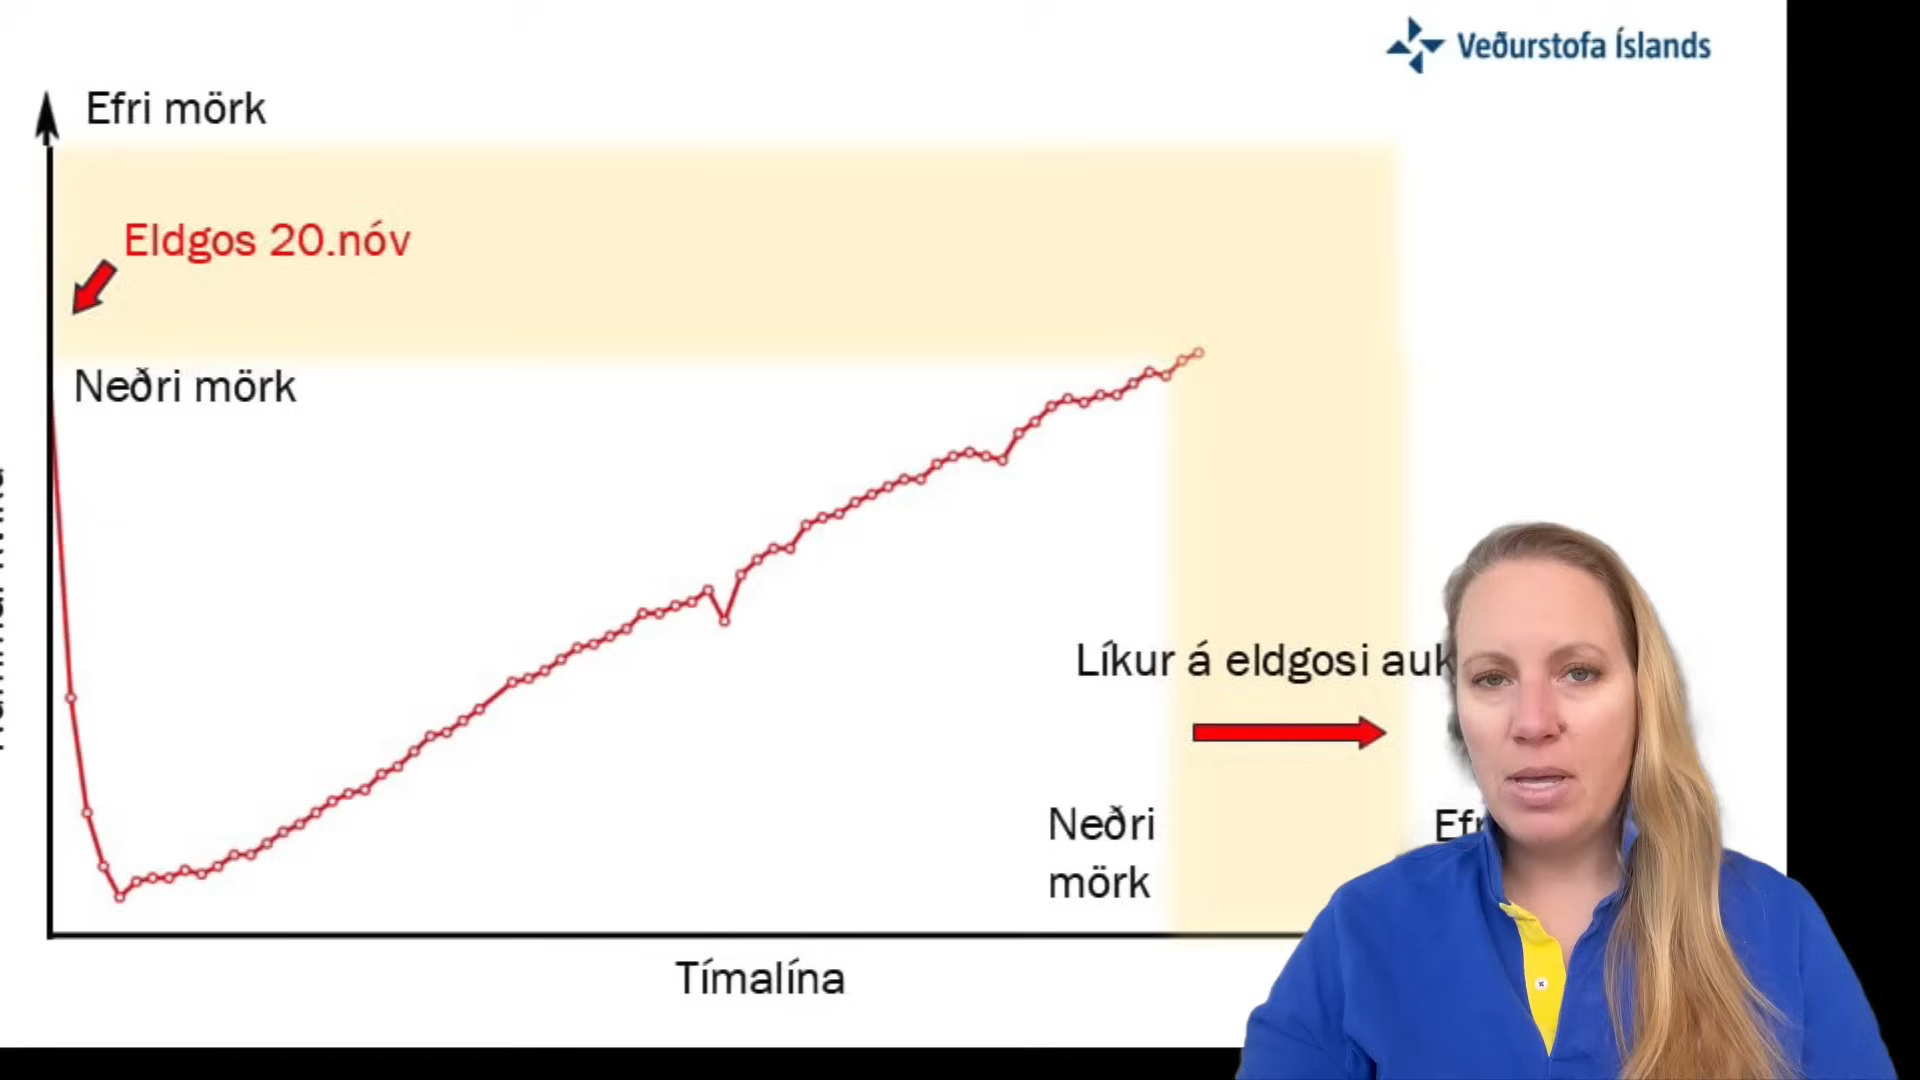 Veðurstofa Íslands
Efri mörk
Eldgos 20.nóv
Neðri mörk
Líkur á eldgosi auk
Neðri
mörk
Tímalína